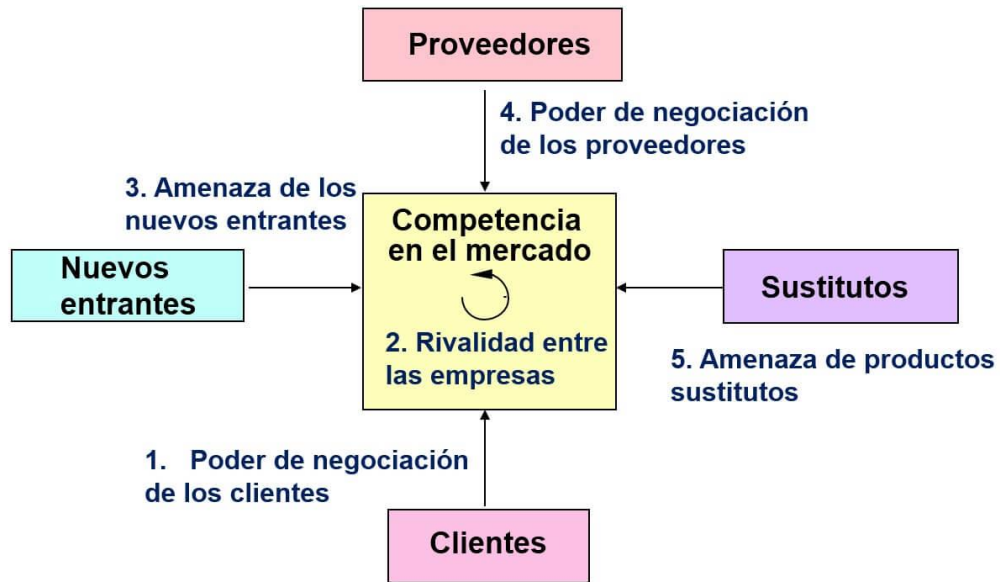 Proveedores
4. Poder de negociación
de los proveedores
3. Amenaza de los
nuevos entrantes
Competencia
en el mercado
Nuevos
entrantes
Sustitutos
2. Rivalidad entre
las empresas
5. Amenaza de productos
sustitutos
1. Poder de negociación
de los clientes
Clientes